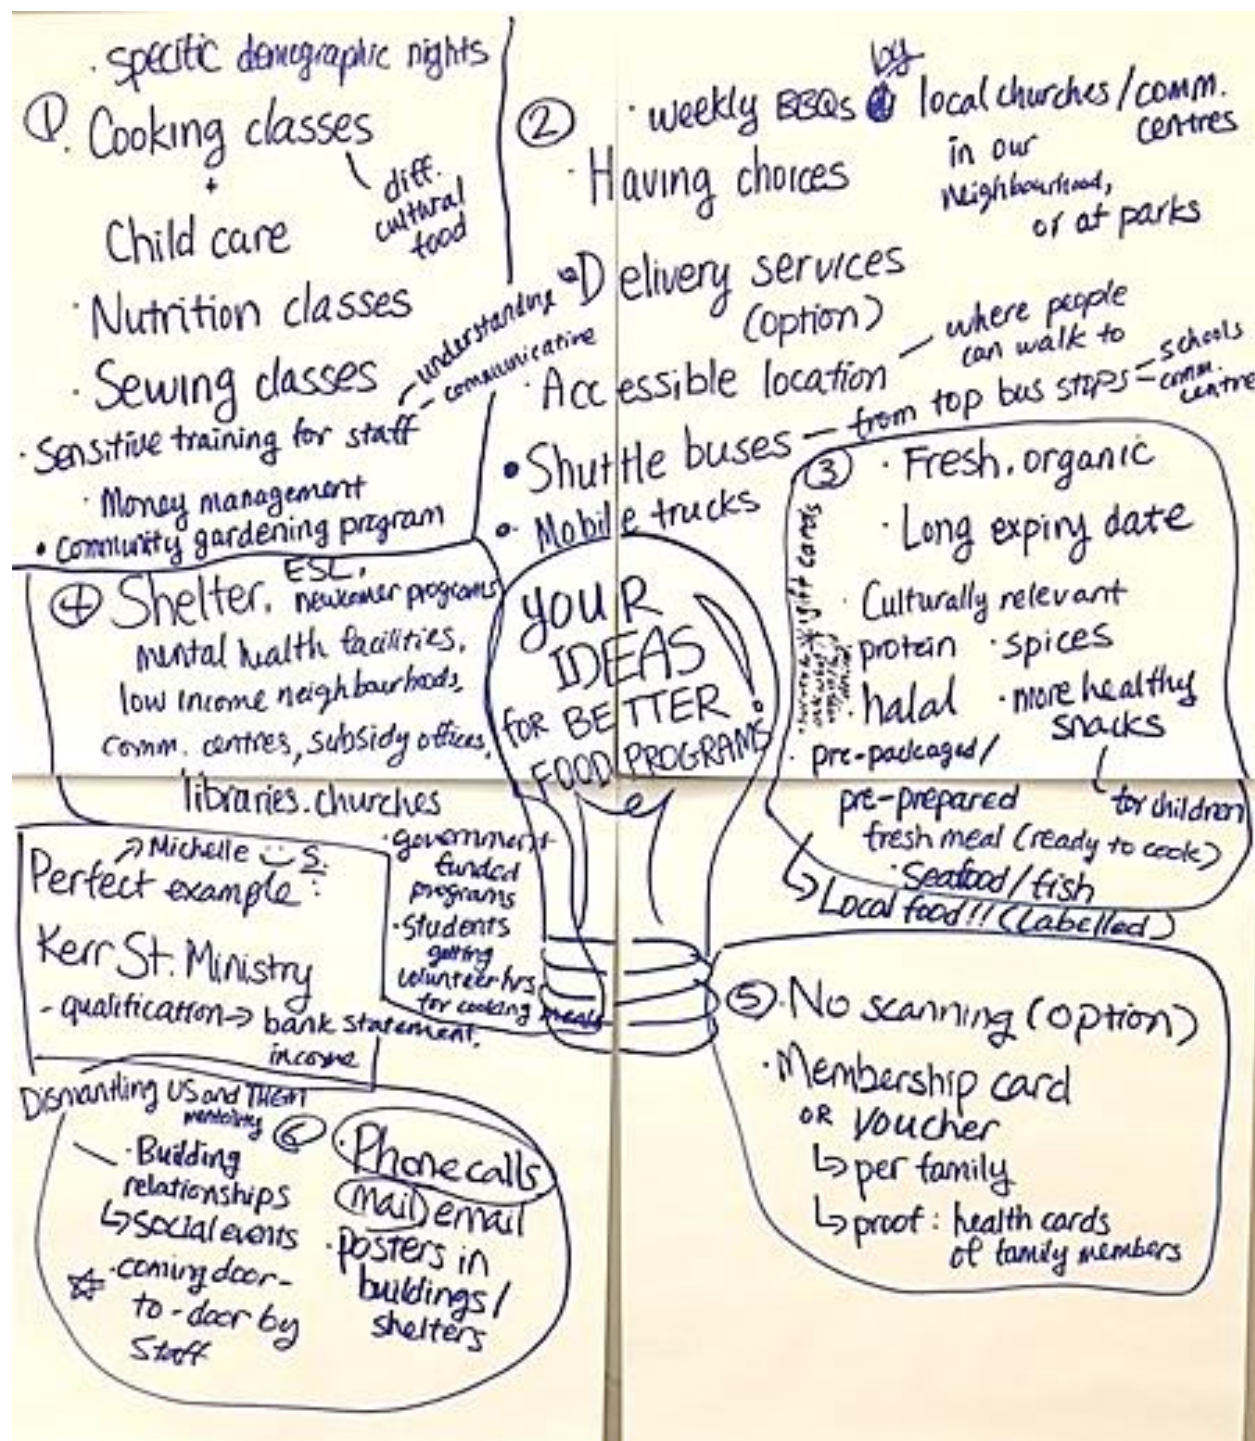 · specific demographic nights
① · Cooking classes
diff.
cultural
food
+
Child care
· Nutrition classes
· Sewing classes
· Sensitive training for staff
- understanding
- communicative
· Money management
· Community gardening program
②
· weekly BBQs by local churches / comm.
centres
in our
neighbourhood,
or at parks
· Having choices
· Delivery services
(option)
· Accessible location — where people
can walk to
· Shuttle buses — from top bus stops - schools
- comm.
centre
· Mobile trucks
YOUR
IDEAS
FOR BETTER
FOOD PROGRAMS
③ · Fresh. organic
· Long expiry date
· Culturally relevant
protein · spices
· halal · more healthy
snacks
for children
· pre-packaged /
pre-prepared
fresh meal (ready to cook)
· Seafood / fish
↳ Local food!! (Labelled)
* gift cards
④ Shelter. ESL,
newcomer programs
mental health facilities,
low income neighbourhoods,
comm. centres, subsidy offices,
libraries. churches
· government
funded
programs
· Students
getting
volunteer hrs
for cooking meals
↗ Michelle S.
Perfect example :
Kerr St. Ministry
- qualification → bank statement,
income
⑤ · No scanning (option)
· Membership card
OR Voucher
↳ per family
↳ proof : health cards
of family members
Dismantling US and THEM
mentality
· Building
relationships
↳ social events
☆ · coming door-
to-door by
staff
⑥ · Phone calls
mail email
· posters in
buildings /
shelters